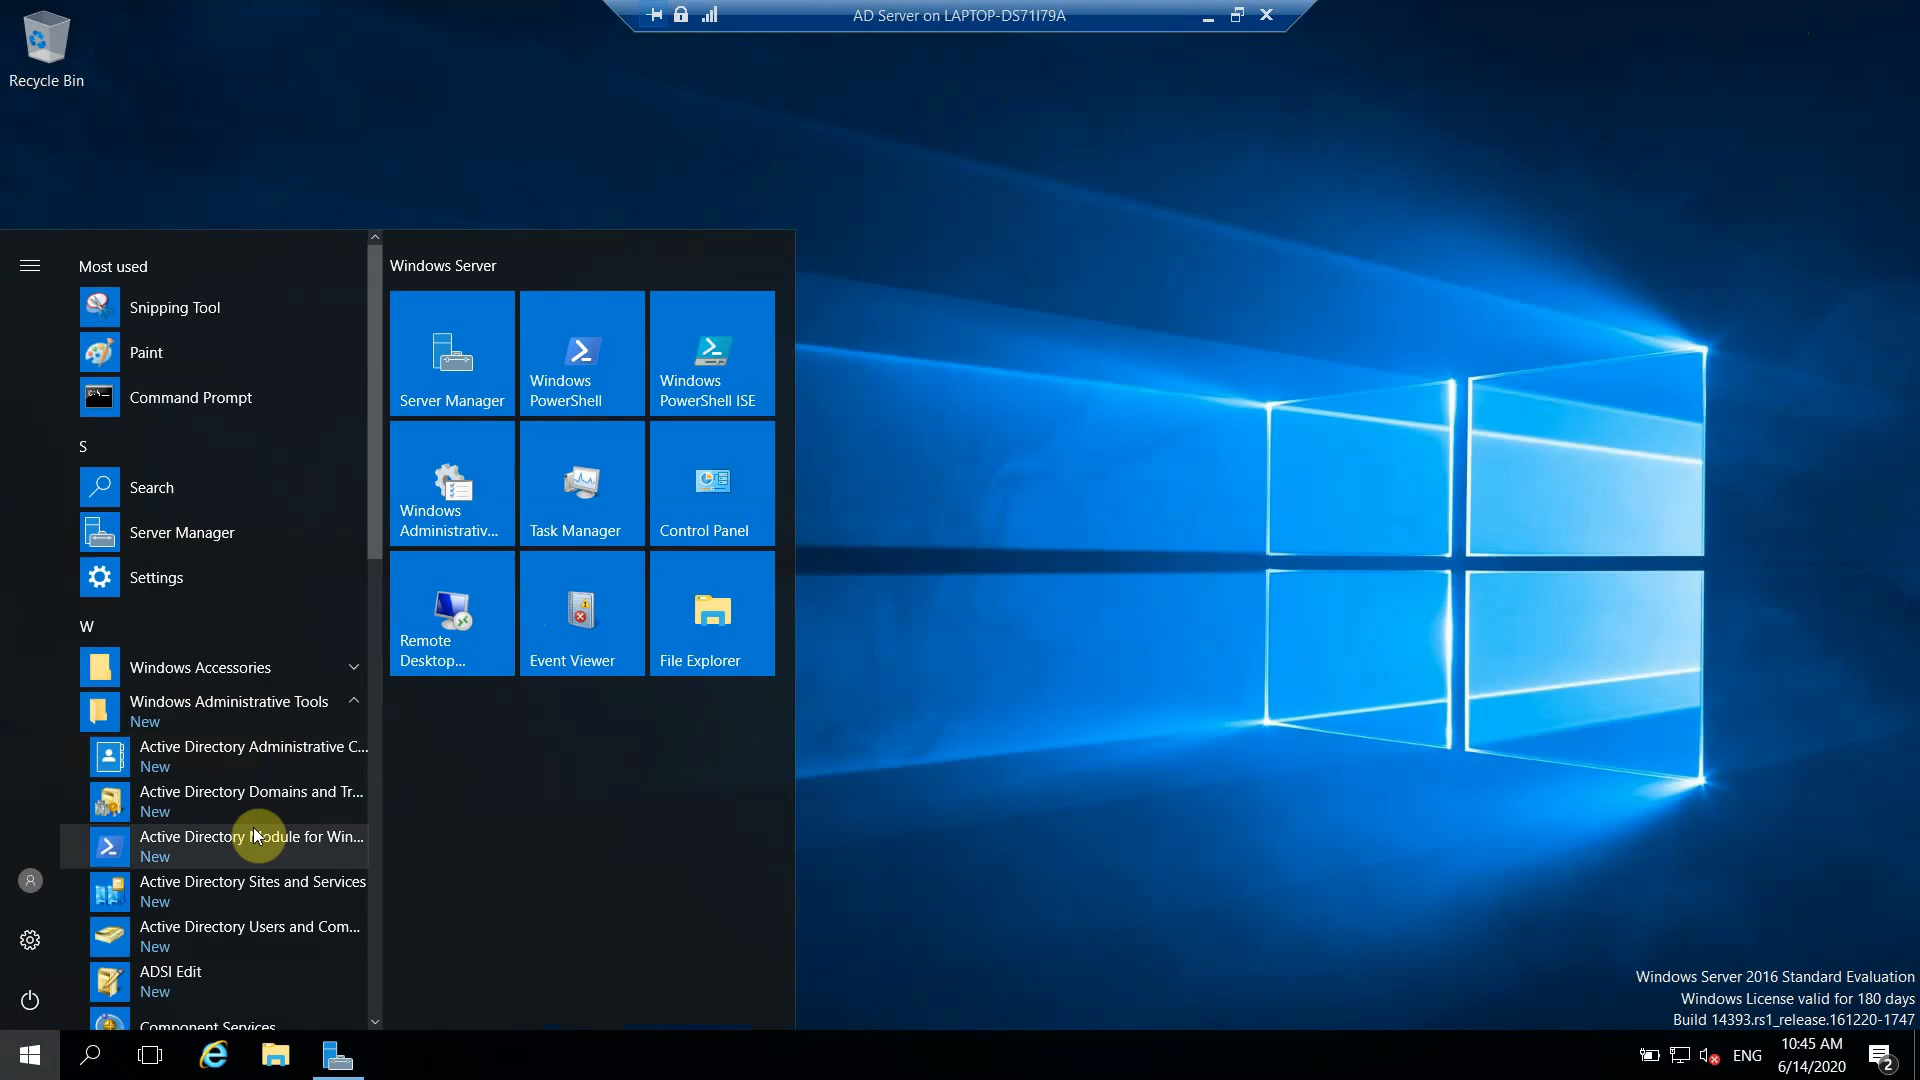 AD Server on LAPTOP-DS71I79A
Recycle Bin
Most used
Snipping Tool
Paint
Command Prompt
S
Search
Server Manager
Settings
W
Windows Accessories
Windows Administrative Tools
New
Active Directory Administrative C...
New
Active Directory Domains and Tr...
New
Active Directory Module for Win...
New
Active Directory Sites and Services
New
Active Directory Users and Com...
New
ADSI Edit
New
Component Services
Windows Server
Server Manager
Windows
PowerShell
Windows
PowerShell ISE
Windows
Administrativ...
Task Manager
Control Panel
Remote
Desktop...
Event Viewer
File Explorer
Windows Server 2016 Standard Evaluation
Windows License valid for 180 days
Build 14393.rs1_release.161220-1747
ENG
10:45 AM
6/14/2020
2